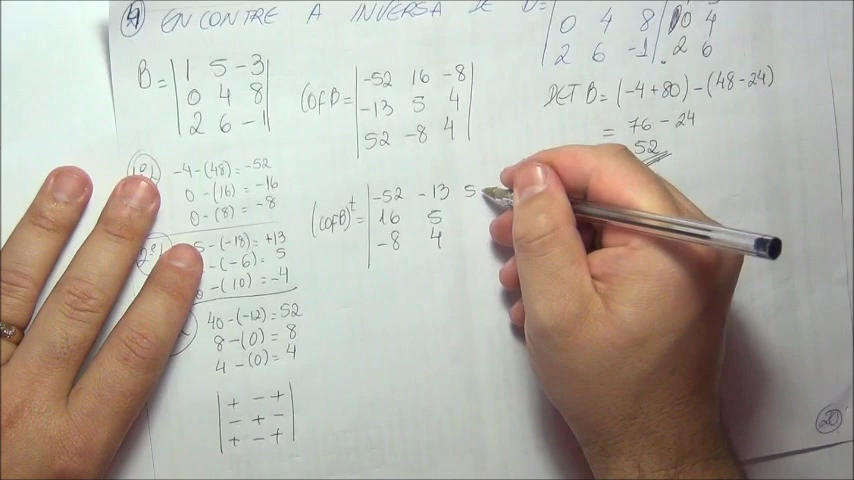 4) ENCONTRE A INVERSA DE B=
0 4 8 0 4
2 6 -1 2 6
B = 1 5 -3
0 4 8
2 6 -1
Cof B = -52 16 -8
-13 5 4
52 -8 4
DET B = (-4+80) - (48-24)
= 76 - 24
52
1ª L
-4-(48) = -52
0-(16) = -16
0-(8) = -8
2ª L
5-(-18) = +13
-(-6) = 5
-(10) = -4
40-(-12) = 52
8-(0) = 8
4-(0) = 4
+ - +
- + -
+ - +
(Cof B)ᵗ = -52 -13 5
16 5
-8 4
20